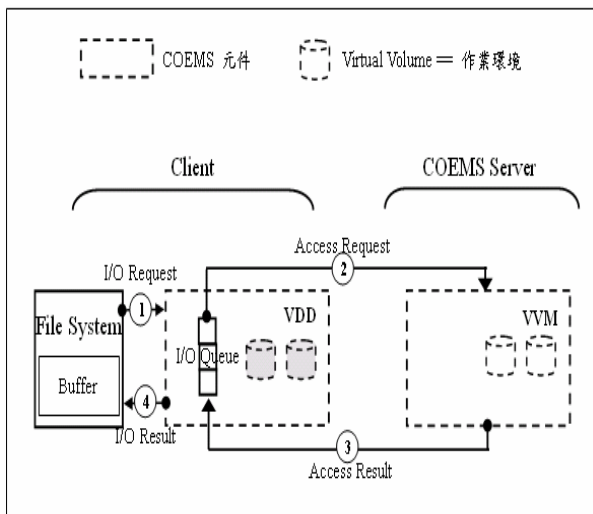 COEMS 元件
Virtual Volume = 作業環境
Client
COEMS Server
Access Request
2
I/O Request
1
File System
VDD
VVM
I/O Queue
Buffer
4
I/O Result
3
Access Result